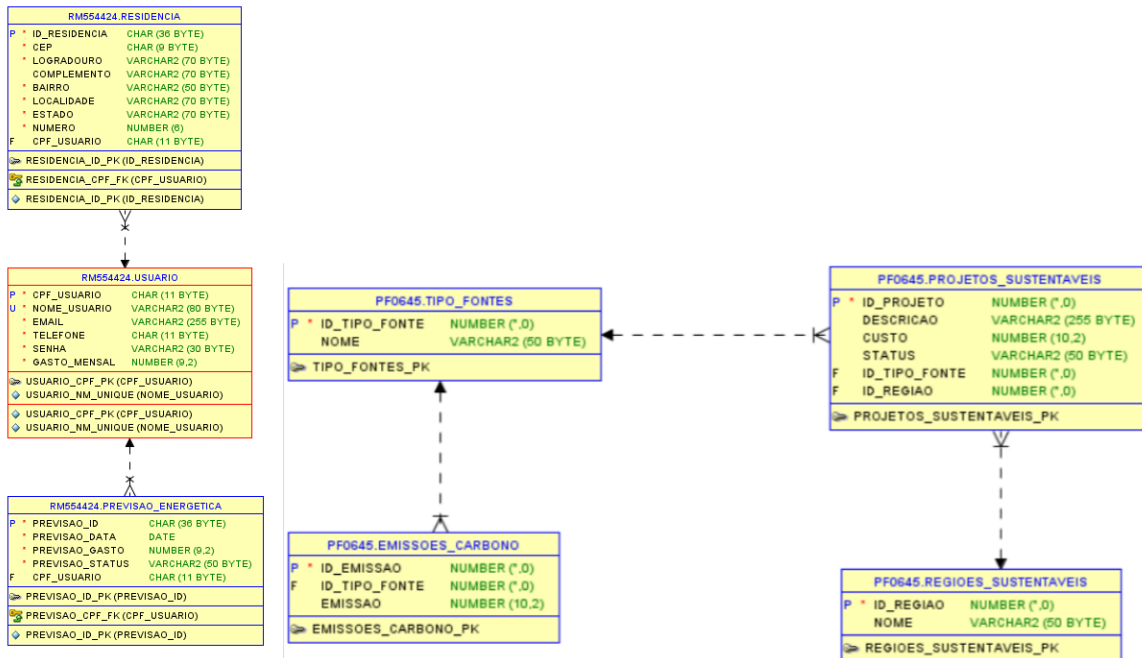 RM554424.RESIDENCIA
P * ID_RESIDENCIA CHAR (36 BYTE)
* CEP CHAR (9 BYTE)
* LOGRADOURO VARCHAR2 (70 BYTE)
COMPLEMENTO VARCHAR2 (70 BYTE)
* BAIRRO VARCHAR2 (50 BYTE)
* LOCALIDADE VARCHAR2 (70 BYTE)
* ESTADO VARCHAR2 (70 BYTE)
* NUMERO NUMBER (6)
F CPF_USUARIO CHAR (11 BYTE)
RESIDENCIA_ID_PK (ID_RESIDENCIA)
RESIDENCIA_CPF_FK (CPF_USUARIO)
RESIDENCIA_ID_PK (ID_RESIDENCIA)
RM554424.USUARIO
P * CPF_USUARIO CHAR (11 BYTE)
U * NOME_USUARIO VARCHAR2 (80 BYTE)
* EMAIL VARCHAR2 (255 BYTE)
* TELEFONE CHAR (11 BYTE)
* SENHA VARCHAR2 (30 BYTE)
* GASTO_MENSAL NUMBER (9,2)
USUARIO_CPF_PK (CPF_USUARIO)
USUARIO_NM_UNIQUE (NOME_USUARIO)
USUARIO_CPF_PK (CPF_USUARIO)
USUARIO_NM_UNIQUE (NOME_USUARIO)
RM554424.PREVISAO_ENERGETICA
P * PREVISAO_ID CHAR (36 BYTE)
* PREVISAO_DATA DATE
* PREVISAO_GASTO NUMBER (9,2)
* PREVISAO_STATUS VARCHAR2 (50 BYTE)
F CPF_USUARIO CHAR (11 BYTE)
PREVISAO_ID_PK (PREVISAO_ID)
PREVISAO_CPF_FK (CPF_USUARIO)
PREVISAO_ID_PK (PREVISAO_ID)
PF0645.TIPO_FONTES
P * ID_TIPO_FONTE NUMBER (*,0)
NOME VARCHAR2 (50 BYTE)
TIPO_FONTES_PK
PF0645.EMISSOES_CARBONO
P * ID_EMISSAO NUMBER (*,0)
F ID_TIPO_FONTE NUMBER (*,0)
EMISSAO NUMBER (10,2)
EMISSOES_CARBONO_PK
PF0645.PROJETOS_SUSTENTAVEIS
P * ID_PROJETO NUMBER (*,0)
DESCRICAO VARCHAR2 (255 BYTE)
CUSTO NUMBER (10,2)
STATUS VARCHAR2 (50 BYTE)
F ID_TIPO_FONTE NUMBER (*,0)
F ID_REGIAO NUMBER (*,0)
PROJETOS_SUSTENTAVEIS_PK
PF0645.REGIOES_SUSTENTAVEIS
P * ID_REGIAO NUMBER (*,0)
NOME VARCHAR2 (50 BYTE)
REGIOES_SUSTENTAVEIS_PK